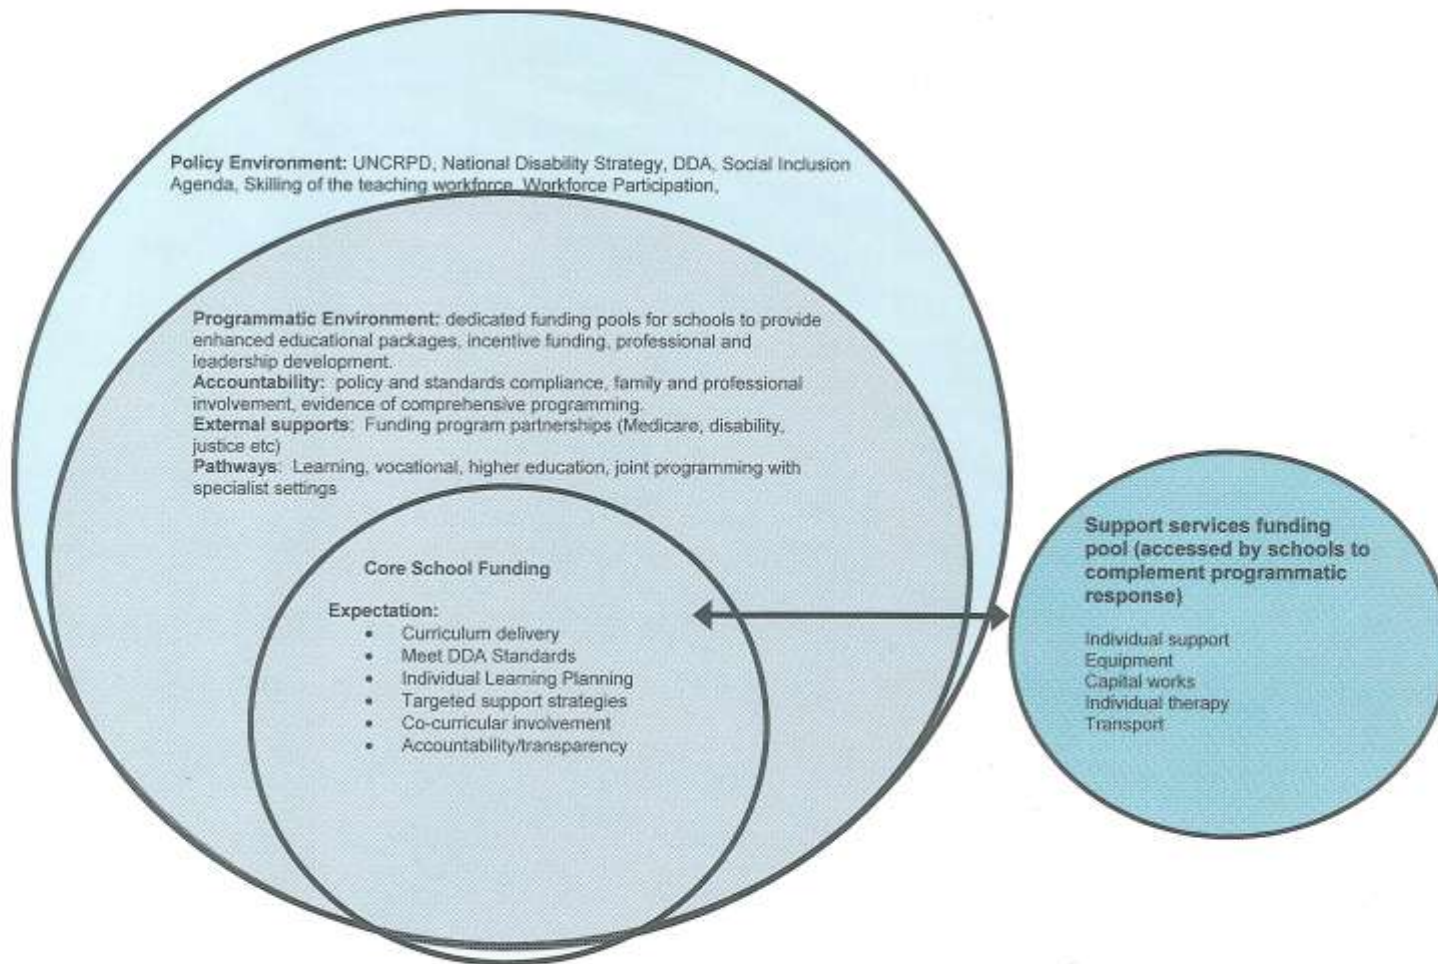 Policy Environment: UNCRPD, National Disability Strategy, DDA, Social Inclusion
Agenda, Skilling of the teaching workforce, Workforce Participation,
Programmatic Environment: dedicated funding pools for schools to provide
enhanced educational packages, incentive funding, professional and
leadership development.
Accountability: policy and standards compliance, family and professional
involvement, evidence of comprehensive programming.
External supports: Funding program partnerships (Medicare, disability,
justice etc)
Pathways: Learning, vocational, higher education, joint programming with
specialist settings
Core School Funding
Expectation:
• Curriculum delivery
• Meet DDA Standards
• Individual Learning Planning
• Targeted support strategies
• Co-curricular involvement
• Accountability/transparency
Support services funding
pool (accessed by schools to
complement programmatic
response)
Individual support
Equipment
Capital works
Individual therapy
Transport